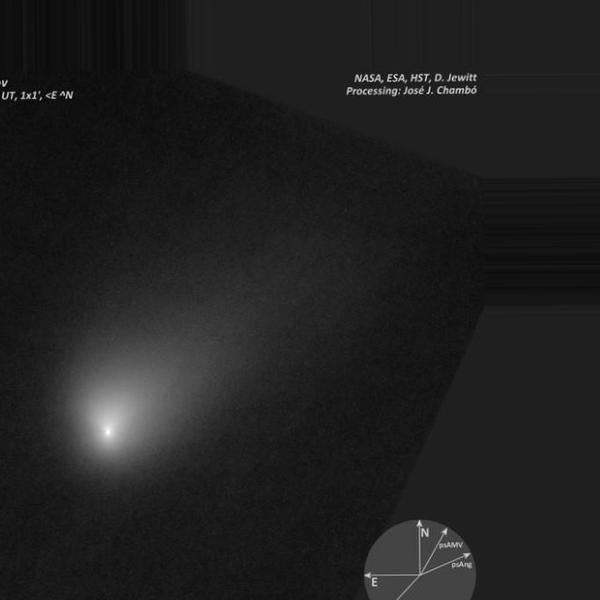 NASA, ESA, HST, D. Jewitt
Processing: José J. Chambó
UT, 1x1', <E ^N
N
psAMV
psAng
E